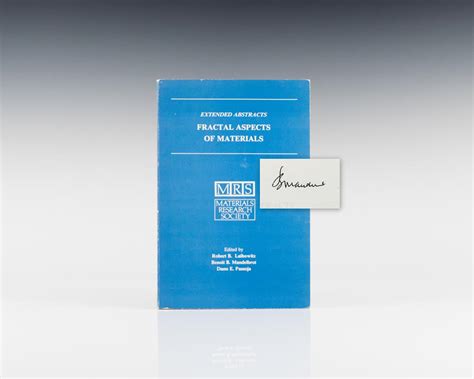 EXTENDED ABSTRACTS
FRACTAL ASPECTS
OF MATERIALS
MRS
MATERIALS
RESEARCH
SOCIETY
Edited by
Robert B. Laibowitz
Benoit B. Mandelbrot
Dann E. Passoja